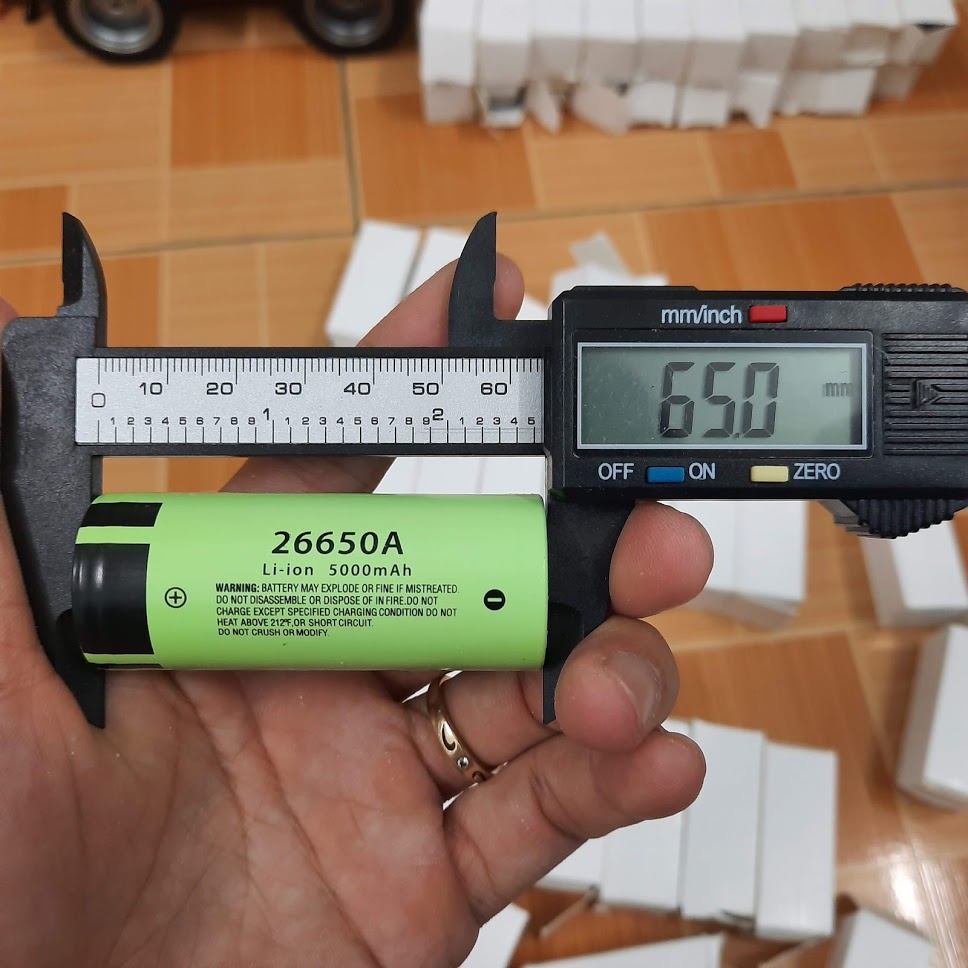 mm/inch
65.0
mm
OFF ON ZERO
0 10 20 30 40 50 60
1 2 3 4 5 6 7 8 9 1 1 2 3 4 5 6 7 8 9 2 1 2 3 4 5
26650A
Li-ion 5000mAh
WARNING: BATTERY MAY EXPLODE OR FINE IF MISTREATED.
DO NOT DISASSEMBLE OR DISPOSE OF IN FIRE.DO NOT
CHARGE EXCEPT SPECIFIED CHARGING CONDITION DO NOT
HEAT ABOVE 212°F,OR SHORT CIRCUIT.
DO NOT CRUSH OR MODIFY.